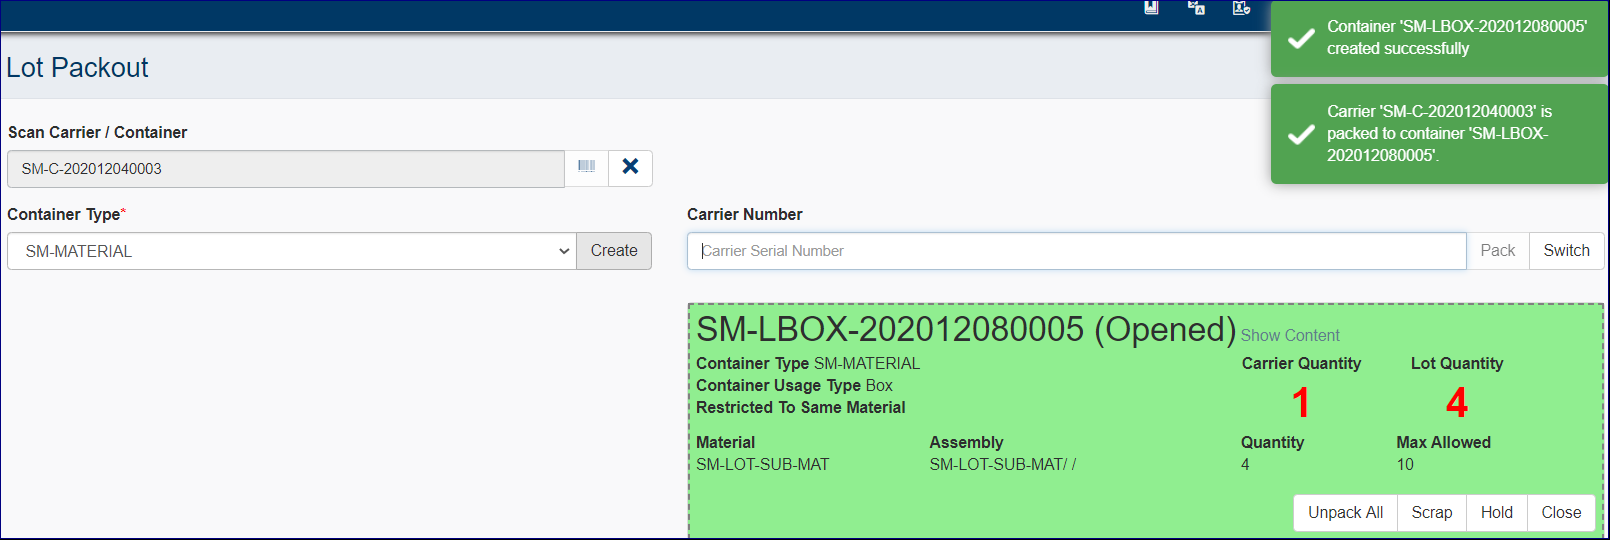 Container 'SM-LBOX-202012080005'
created successfully
Lot Packout
Carrier 'SM-C-202012040003' is
packed to container 'SM-LBOX-
202012080005'.
Scan Carrier / Container
SM-C-202012040003
Container Type*
Carrier Number
SM-MATERIAL
Create
Carrier Serial Number
Pack
Switch
SM-LBOX-202012080005 (Opened) Show Content
Container Type SM-MATERIAL
Container Usage Type Box
Restricted To Same Material
Carrier Quantity
Lot Quantity
1
4
Material
Assembly
Quantity
Max Allowed
SM-LOT-SUB-MAT
SM-LOT-SUB-MAT/ /
4
10
Unpack All
Scrap
Hold
Close